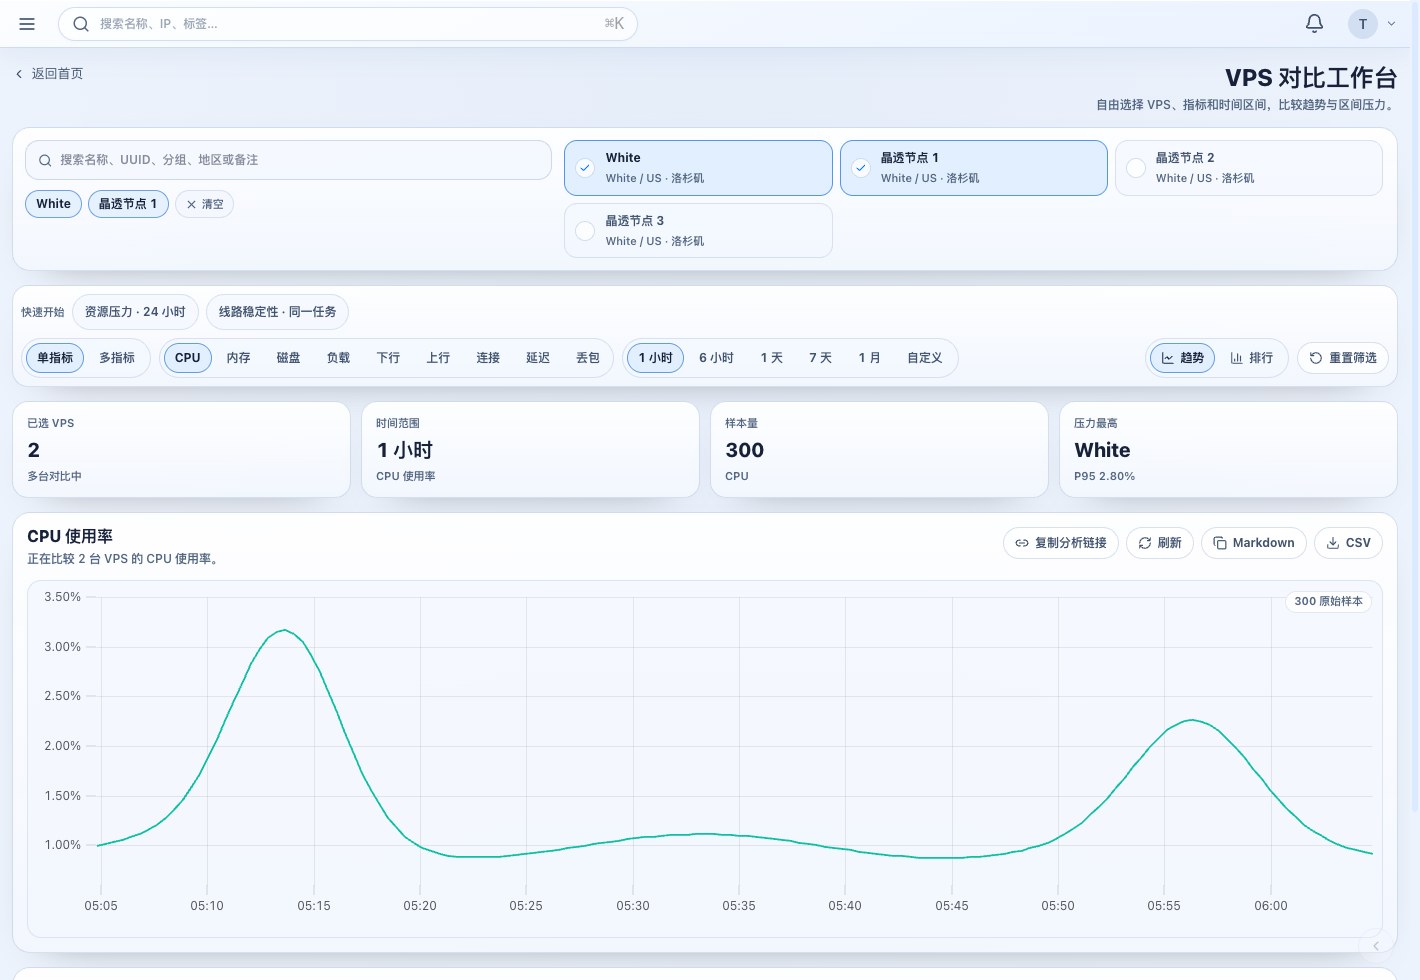 搜索名称、IP、标签...
⌘K
T
返回首页
VPS 对比工作台
自由选择 VPS、指标和时间区间，比较趋势与区间压力。
搜索名称、UUID、分组、地区或备注
White
晶透节点 1
清空
White
White / US · 洛杉矶
晶透节点 1
White / US · 洛杉矶
晶透节点 2
White / US · 洛杉矶
晶透节点 3
White / US · 洛杉矶
快速开始
资源压力 · 24 小时
线路稳定性 · 同一任务
单指标
多指标
CPU
内存
磁盘
负载
下行
上行
连接
延迟
丢包
1 小时
6 小时
1 天
7 天
1 月
自定义
趋势
排行
重置筛选
已选 VPS
2
多台对比中
时间范围
1 小时
CPU 使用率
样本量
300
CPU
压力最高
White
P95 2.80%
CPU 使用率
正在比较 2 台 VPS 的 CPU 使用率。
复制分析链接
刷新
Markdown
CSV
300 原始样本
3.50%
3.00%
2.50%
2.00%
1.50%
1.00%
05:05
05:10
05:15
05:20
05:25
05:30
05:35
05:40
05:45
05:50
05:55
06:00